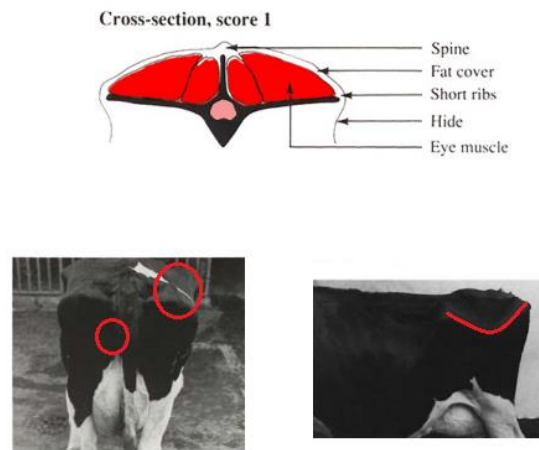 Cross-section, score 1
Spine
Fat cover
Short ribs
Hide
Eye muscle